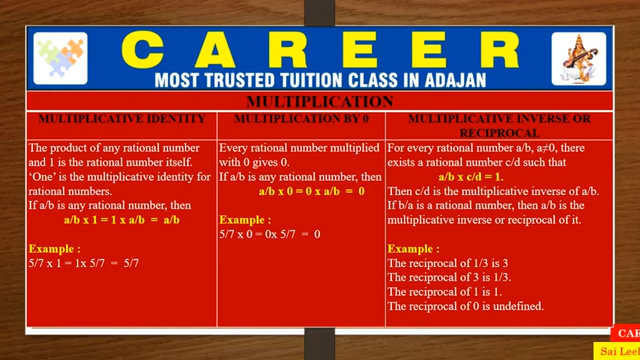 CAREER
MOST TRUSTED TUITION CLASS IN ADAJAN
MULTIPLICATION
MULTIPLICATIVE IDENTITY
The product of any rational number
and 1 is the rational number itself.
‘One’ is the multiplicative identity for
rational numbers.
If a/b is any rational number, then
a/b x 1 = 1 x a/b = a/b
Example :
5/7 x 1 = 1x 5/7 = 5/7
MULTIPLICATION BY 0
Every rational number multiplied
with 0 gives 0.
If a/b is any rational number, then
a/b x 0 = 0 x a/b = 0
Example :
5/7 x 0 = 0x 5/7 = 0
MULTIPLICATIVE INVERSE OR
RECIPROCAL
For every rational number a/b, a≠0, there
exists a rational number c/d such that
a/b x c/d = 1.
Then c/d is the multiplicative inverse of a/b.
If b/a is a rational number, then a/b is the
multiplicative inverse or reciprocal of it.
Example :
The reciprocal of 1/3 is 3
The reciprocal of 3 is 1/3.
The reciprocal of 1 is 1.
The reciprocal of 0 is undefined.
CAR
Sai Lee